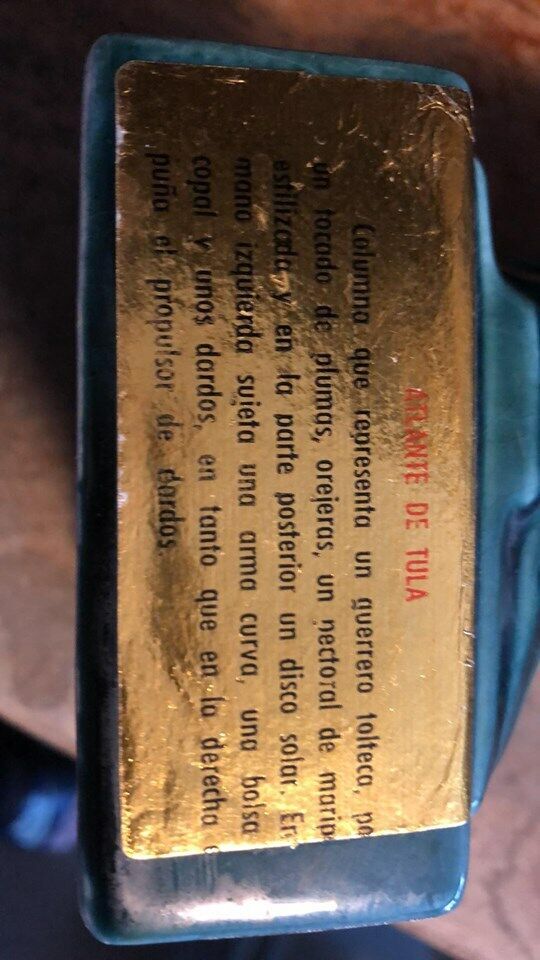 ATLANTE DE TULA
Columna que representa un guerrero tolteca, po
un tocado de plumas, orejeras, un pectoral de marip
estilizada, y en la parte posterior un disco solar. En
mano izquierda sujeta una arma curva, una bolsa
copal y unos dardos, en tanto que en la derecha e
puña el propulsor de dardos